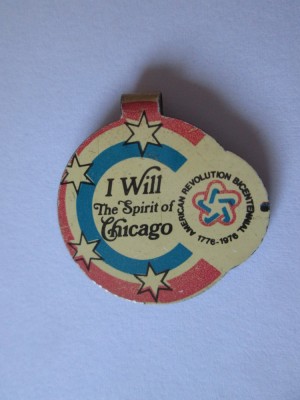 I Will
The Spirit of
Chicago
AMERICAN REVOLUTION BICENTENNIAL
1776-1976